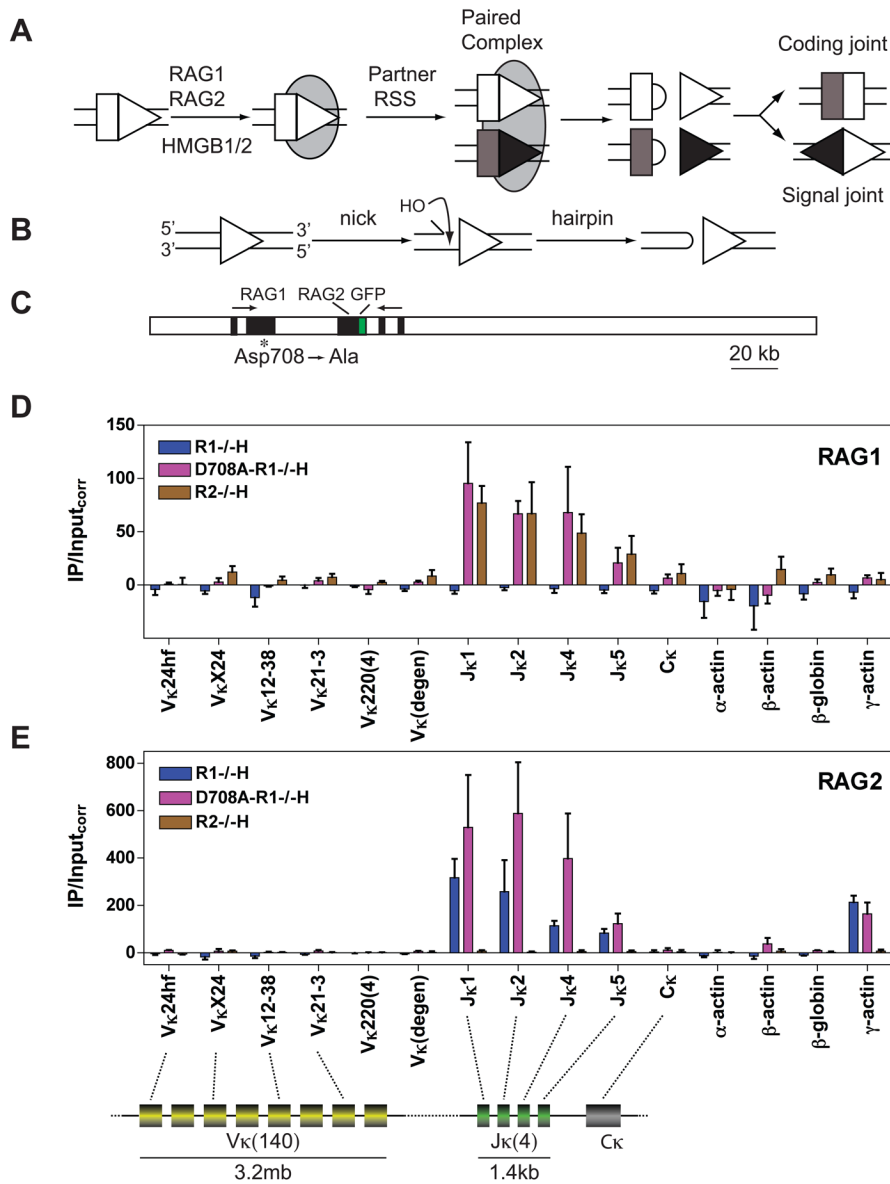 A
RAG1
RAG2
HMGB1/2
Partner
RSS
Paired
Complex
Coding joint
Signal joint
B
5’
3’
3’
5’
nick
HO
hairpin
C
RAG1
RAG2
GFP
*
Asp708 → Ala
20 kb
D
RAG1
IP/Inputcorr
150
100
50
0
R1-/-H
D708A-R1-/-H
R2-/-H
Vκ24hf
VκX24
Vκ12-38
Vκ21-3
Vκ220(4)
Vκ(degen)
Jκ1
Jκ2
Jκ4
Jκ5
Cκ
α-actin
β-actin
β-globin
γ-actin
E
RAG2
IP/Inputcorr
800
600
400
200
0
R1-/-H
D708A-R1-/-H
R2-/-H
Vκ24hf
VκX24
Vκ12-38
Vκ21-3
Vκ220(4)
Vκ(degen)
Jκ1
Jκ2
Jκ4
Jκ5
Cκ
α-actin
β-actin
β-globin
γ-actin
Vκ(140)
3.2mb
Jκ(4)
1.4kb
Cκ